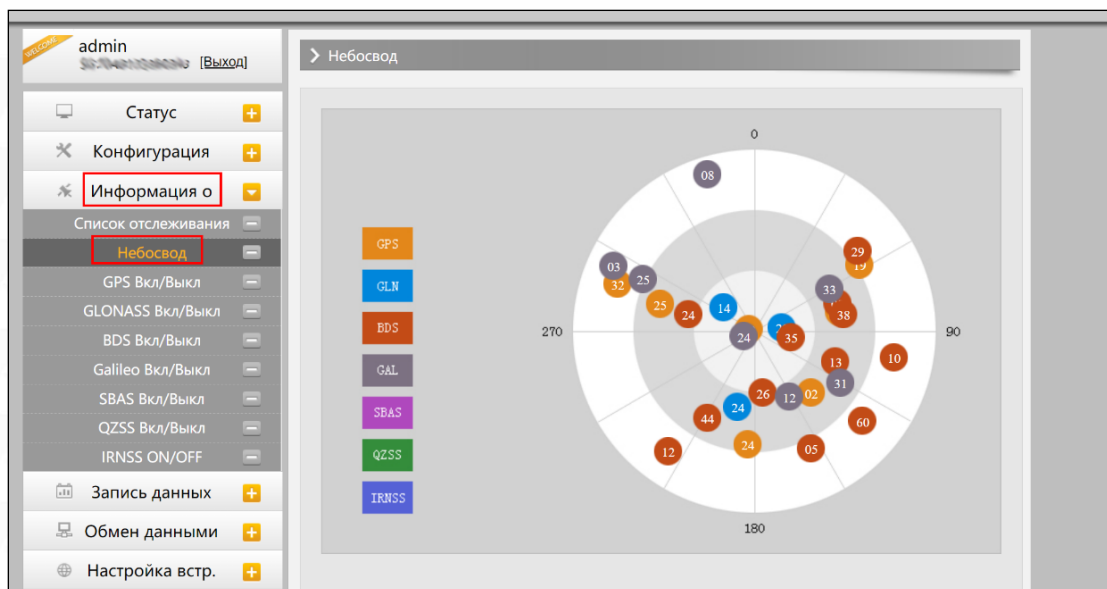 WELCOME
admin
[Выход]
Статус
Конфигурация
Информация о
Список отслеживания
Небосвод
GPS Вкл/Выкл
GLONASS Вкл/Выкл
BDS Вкл/Выкл
Galileo Вкл/Выкл
SBAS Вкл/Выкл
QZSS Вкл/Выкл
IRNSS ON/OFF
Запись данных
Обмен данными
Настройка встр.
Небосвод
GPS
GLN
BDS
GAL
SBAS
QZSS
IRNSS
0
08
29
19
03
25
32
33
25
14
24
38
270
24
35
90
10
13
31
26
12
02
24
44
60
24
05
12
180